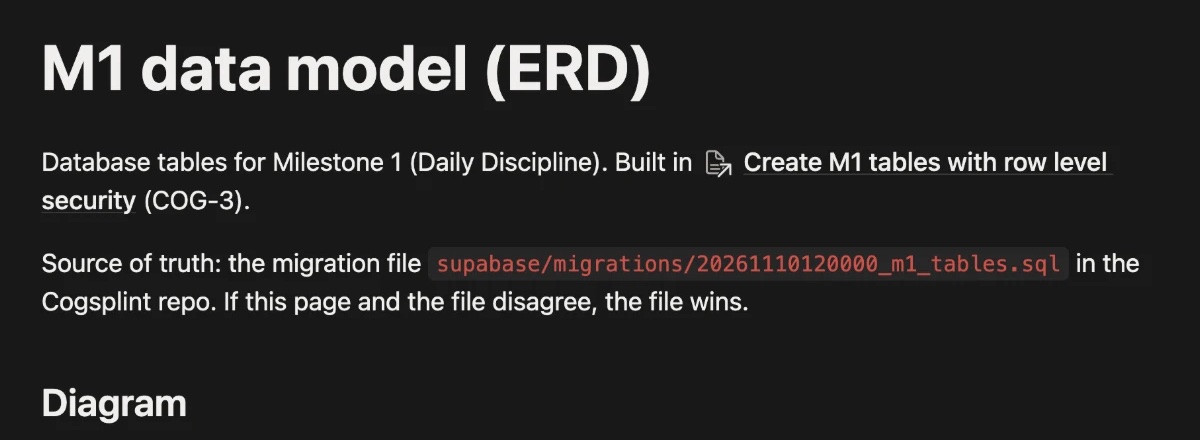 M1 data model (ERD)
Database tables for Milestone 1 (Daily Discipline). Built in Create M1 tables with row level
security (COG-3).
Source of truth: the migration file supabase/migrations/20261110120000_m1_tables.sql in the
Cogsplint repo. If this page and the file disagree, the file wins.
Diagram